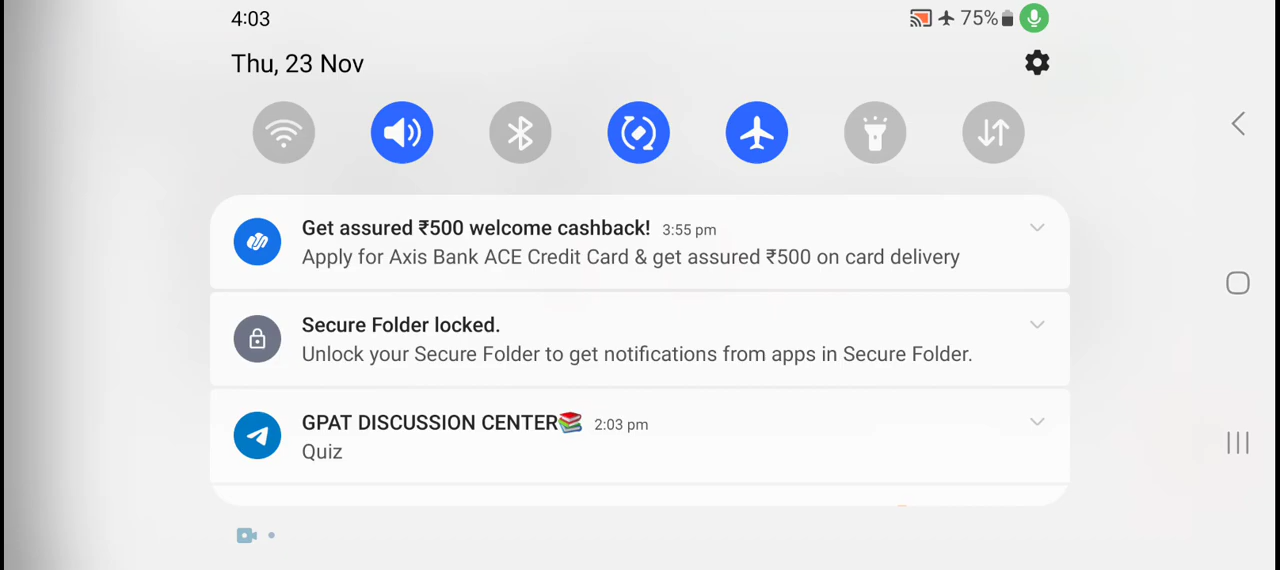 4:03
75%
Thu, 23 Nov
Get assured ₹500 welcome cashback! 3:55 pm
Apply for Axis Bank ACE Credit Card & get assured ₹500 on card delivery
Secure Folder locked.
Unlock your Secure Folder to get notifications from apps in Secure Folder.
GPAT DISCUSSION CENTER📚 2:03 pm
Quiz